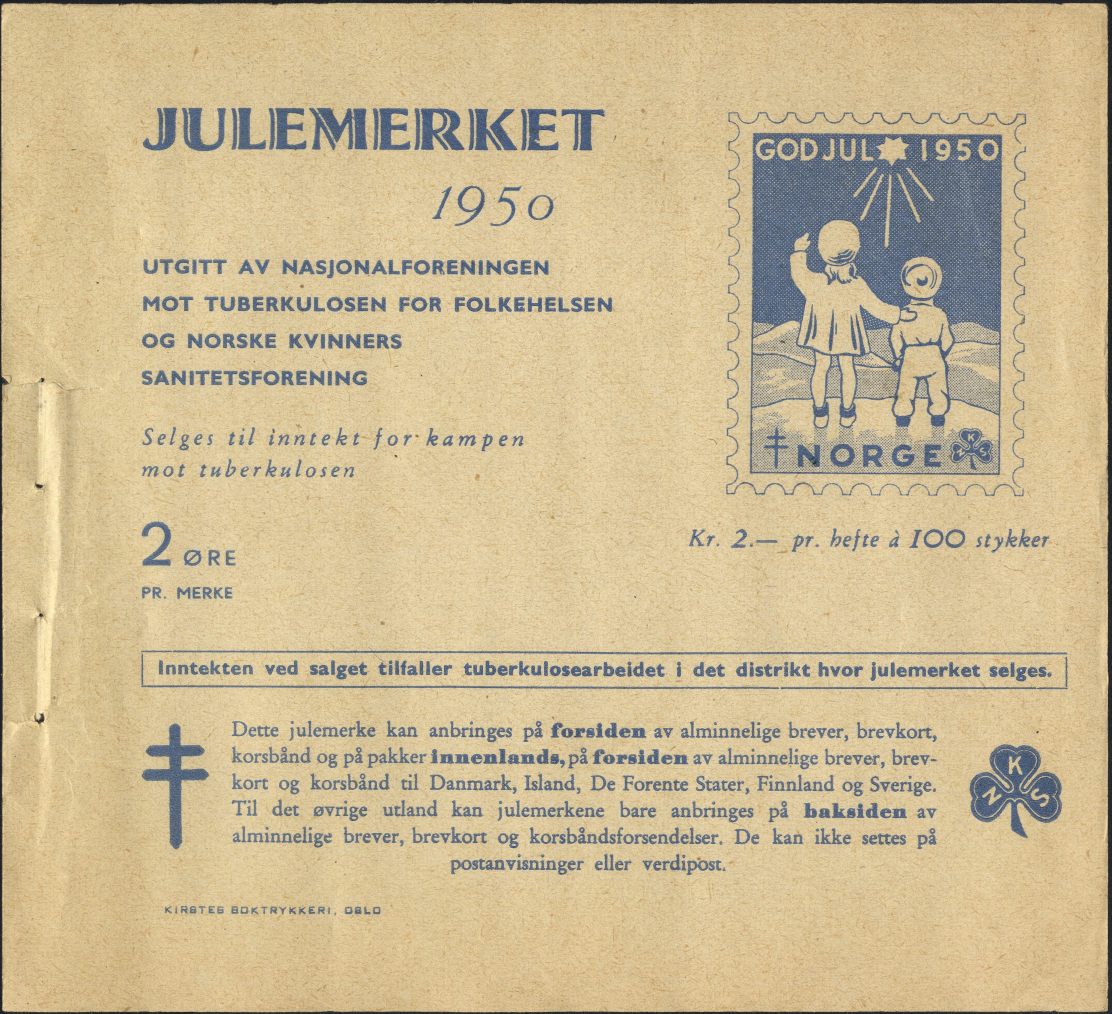 JULEMERKET
1950
UTGITT AV NASJONALFORENINGEN
MOT TUBERKULOSEN FOR FOLKEHELSEN
OG NORSKE KVINNERS
SANITETSFORENING
Selges til inntekt for kampen
mot tuberkulosen
2 ØRE
PR. MERKE
GOD JUL 1950
NORGE
N K S
Kr. 2.— pr. hefte à 100 stykker
Inntekten ved salget tilfaller tuberkulosearbeidet i det distrikt hvor julemerket selges.
Dette julemerke kan anbringes på forsiden av alminnelige brever, brevkort,
korsbånd og på pakker innenlands, på forsiden av alminnelige brever, brev-
kort og korsbånd til Danmark, Island, De Forente Stater, Finnland og Sverige.
Til det øvrige utland kan julemerkene bare anbringes på baksiden av
alminnelige brever, brevkort og korsbåndsforsendelser. De kan ikke settes på
postanvisninger eller verdipost.
N K S
KIRSTES BOKTRYKKERI, OSLO